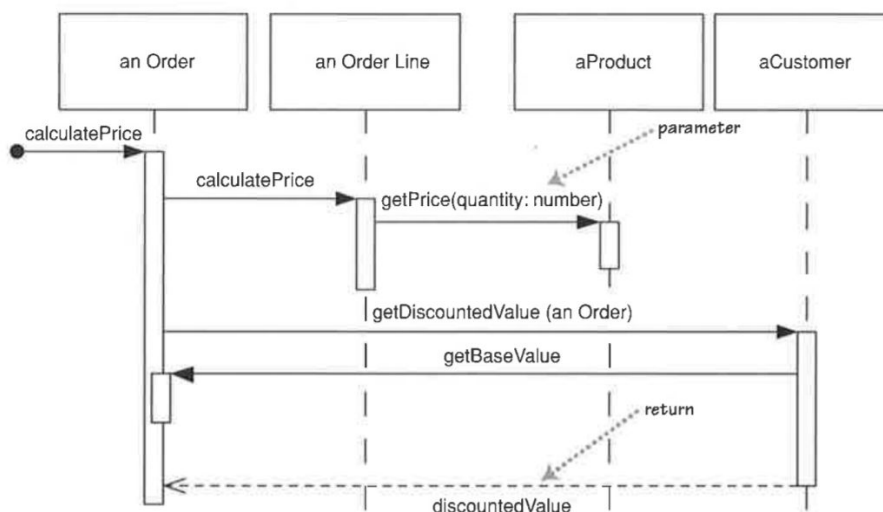 an Order
an Order Line
aProduct
aCustomer
calculatePrice
parameter
calculatePrice
getPrice(quantity: number)
getDiscountedValue (an Order)
getBaseValue
return
discountedValue